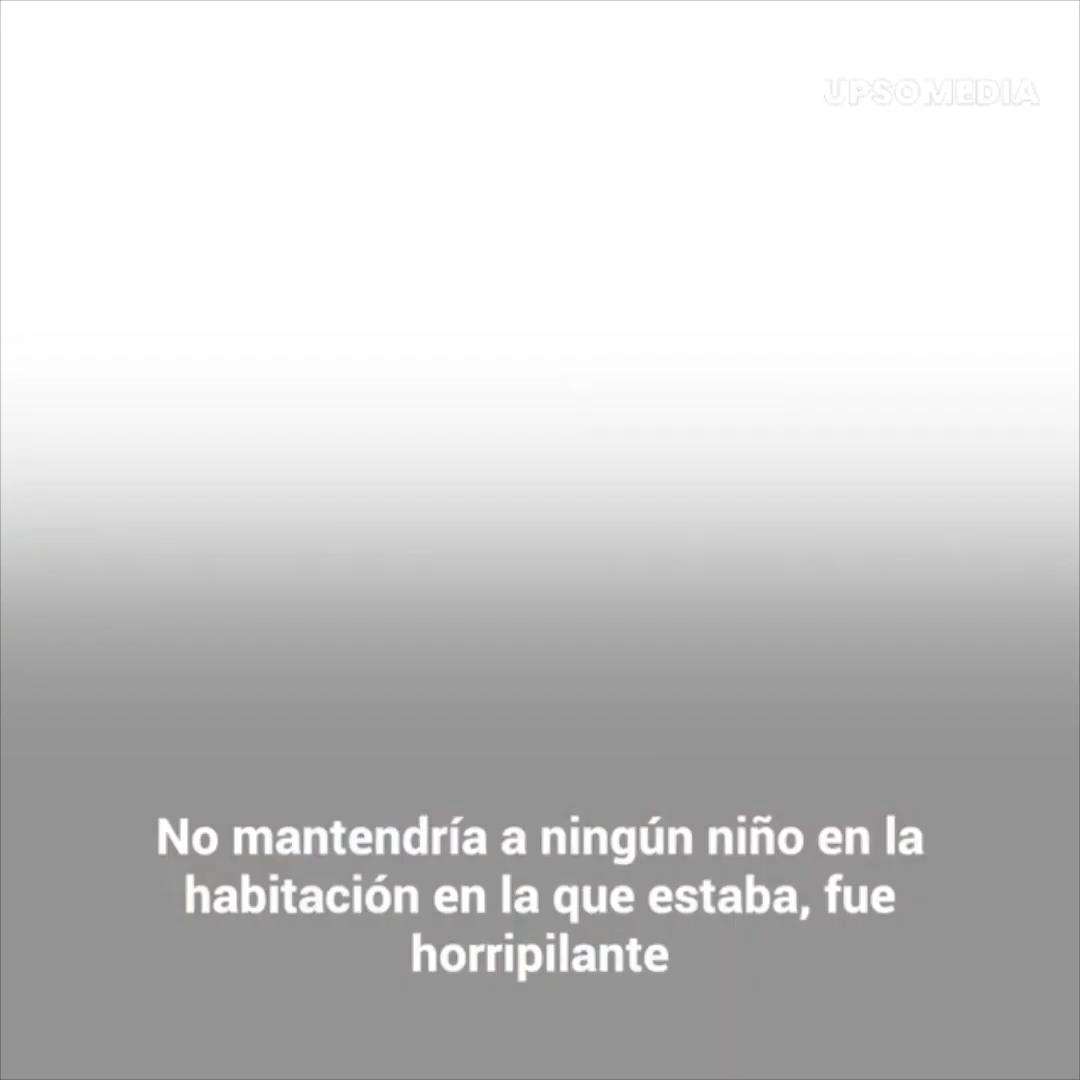 UPSOMEDIA
No mantendría a ningún niño en la
habitación en la que estaba, fue
horripilante